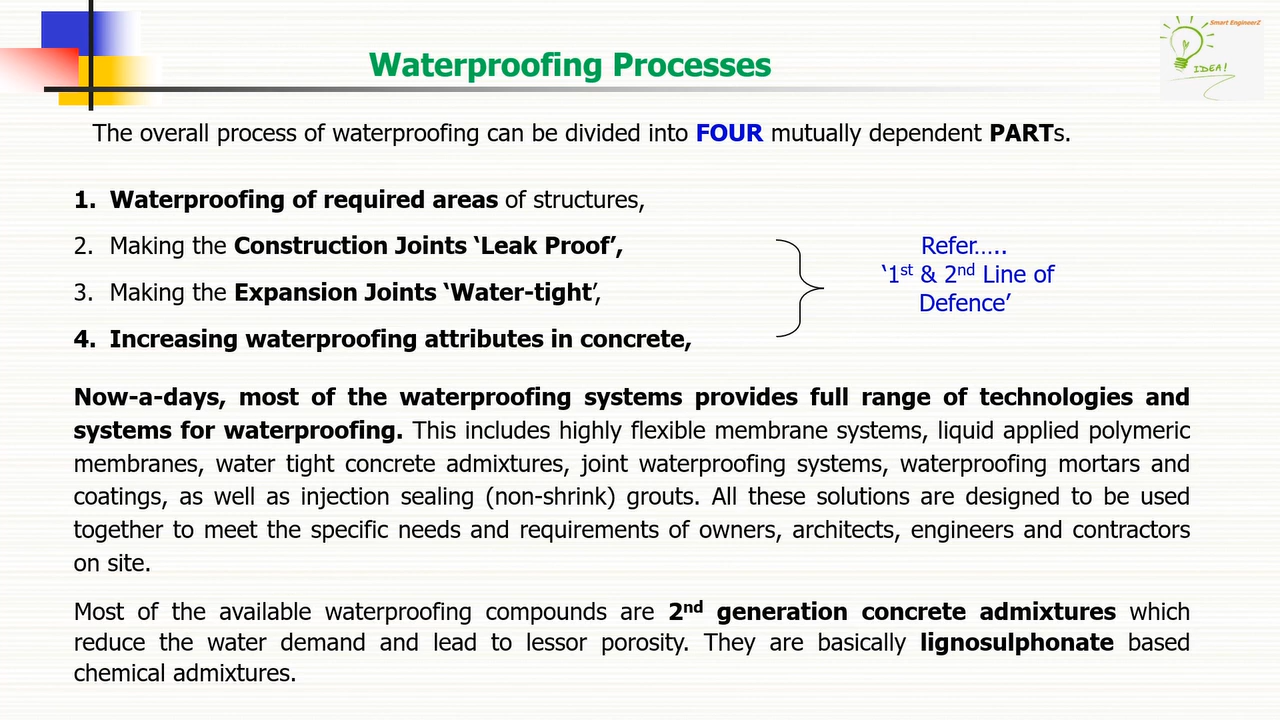 Smart EngineerZ
IDEA!
Waterproofing Processes
The overall process of waterproofing can be divided into FOUR mutually dependent PARTs.
1. Waterproofing of required areas of structures,
2. Making the Construction Joints ‘Leak Proof’,
3. Making the Expansion Joints ‘Water-tight’,
4. Increasing waterproofing attributes in concrete,
Refer.....
‘1st & 2nd Line of
Defence’
Now-a-days, most of the waterproofing systems provides full range of technologies and
systems for waterproofing. This includes highly flexible membrane systems, liquid applied polymeric
membranes, water tight concrete admixtures, joint waterproofing systems, waterproofing mortars and
coatings, as well as injection sealing (non-shrink) grouts. All these solutions are designed to be used
together to meet the specific needs and requirements of owners, architects, engineers and contractors
on site.
Most of the available waterproofing compounds are 2nd generation concrete admixtures which
reduce the water demand and lead to lessor porosity. They are basically lignosulphonate based
chemical admixtures.